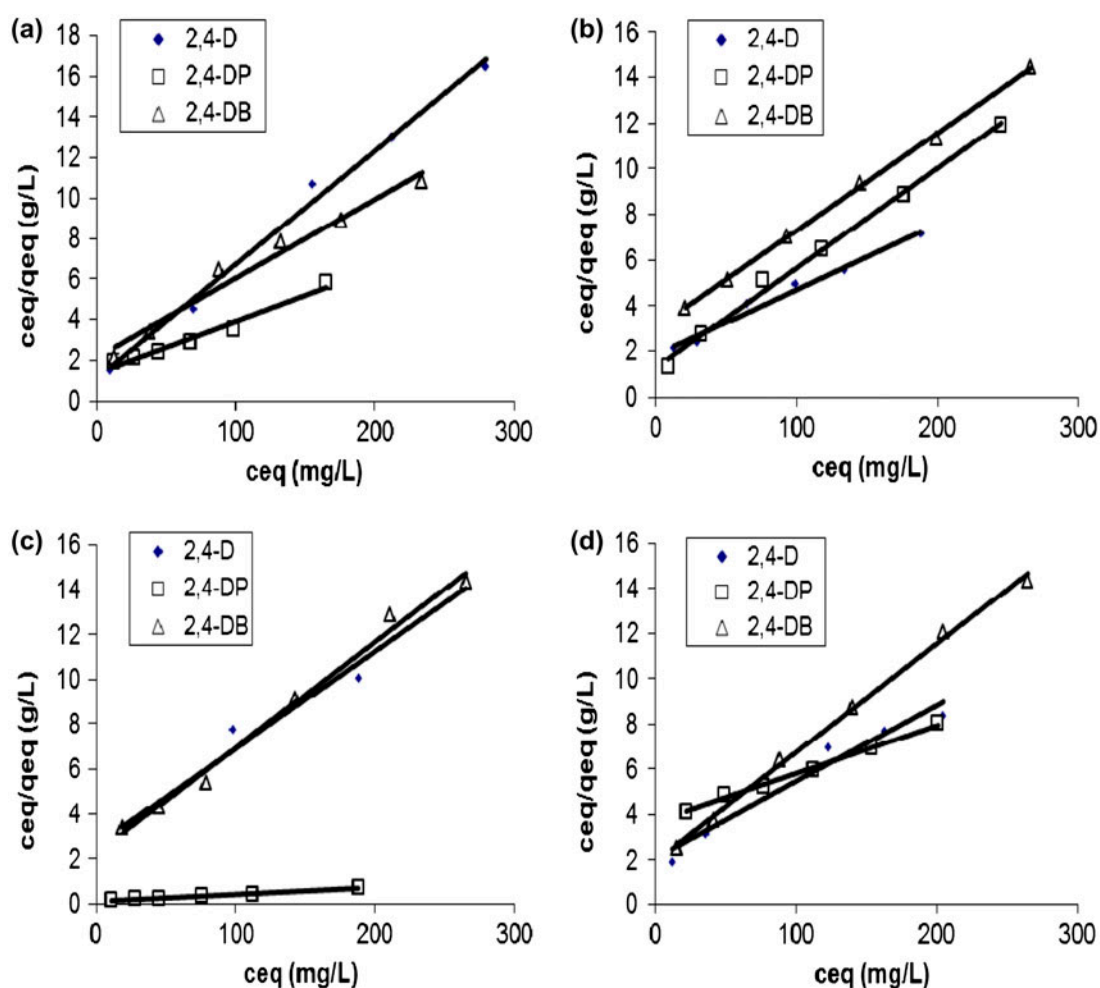 (a)
2,4-D
2,4-DP
2,4-DB
18
16
14
12
10
8
6
4
2
0
ceq/qeq (g/L)
0 100 200 300
ceq (mg/L)
(b)
2,4-D
2,4-DP
2,4-DB
16
14
12
10
8
6
4
2
0
ceq/qeq (g/L)
0 100 200 300
ceq (mg/L)
(c)
2,4-D
2,4-DP
2,4-DB
16
14
12
10
8
6
4
2
0
ceq/qeq (g/L)
0 100 200 300
ceq (mg/L)
(d)
2,4-D
2,4-DP
2,4-DB
16
14
12
10
8
6
4
2
0
ceq/qeq (g/L)
0 100 200 300
ceq (mg/L)